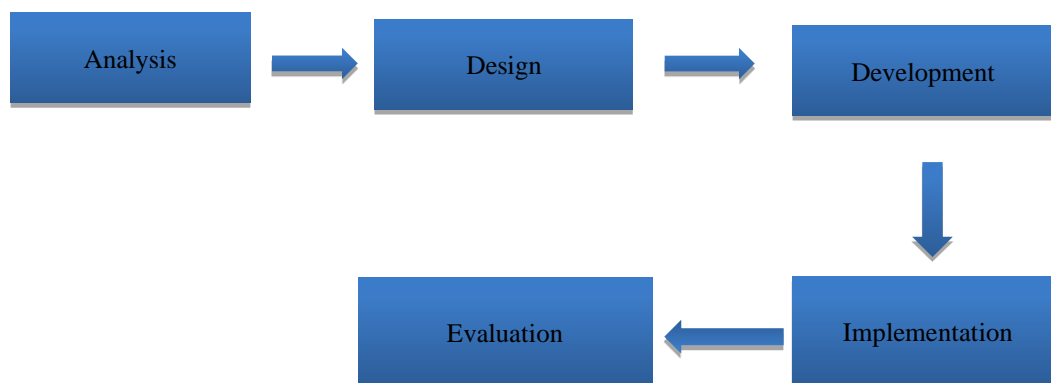 Analysis
Design
Development
Implementation
Evaluation